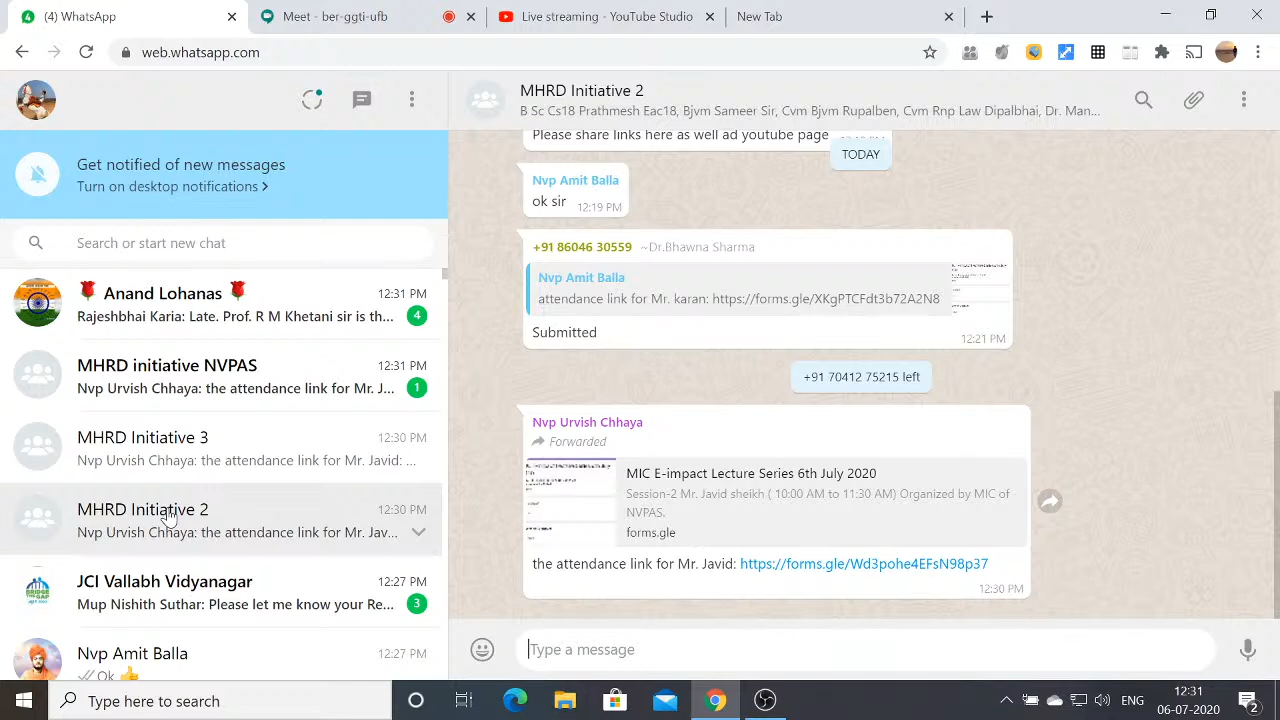 (4) WhatsApp
Meet - ber-ggti-ufb
Live streaming - YouTube Studio
New Tab
web.whatsapp.com
MHRD Initiative 2
B Sc Cs18 Prathmesh Eac18, Bjvm Sameer Sir, Cvm Bjvm Rupalben, Cvm Rnp Law Dipalbhai, Dr. Man...
Get notified of new messages
Turn on desktop notifications >
Search or start new chat
Anand Lohanas
12:31 PM
Rajeshbhai Karia: Late. Prof. R M Khetani sir is th...
4
MHRD initiative NVPAS
12:31 PM
Nvp Urvish Chhaya: the attendance link for Mr. J...
1
MHRD Initiative 3
12:30 PM
Nvp Urvish Chhaya: the attendance link for Mr. Javid: ...
MHRD Initiative 2
12:30 PM
Nvp Urvish Chhaya: the attendance link for Mr. Jav...
JCI Vallabh Vidyanagar
12:27 PM
Mup Nishith Suthar: Please let me know your Re...
3
Nvp Amit Balla
12:27 PM
Ok
Please share links here as well ad youtube page
TODAY
Nvp Amit Balla
ok sir
12:19 PM
+91 86046 30559 ~Dr.Bhawna Sharma
Nvp Amit Balla
attendance link for Mr. karan: https://forms.gle/XKgPTCFdt3b72A2N8
Submitted
12:21 PM
+91 70412 75215 left
Nvp Urvish Chhaya
Forwarded
MIC E-impact Lecture Series 6th July 2020
Session-2 Mr. Javid sheikh ( 10:00 AM to 11:30 AM) Organized by MIC of
NVPAS.
forms.gle
the attendance link for Mr. Javid: https://forms.gle/Wd3pohe4EFsN98p37
12:30 PM
Type a message
Type here to search
ENG
12:31
06-07-2020
2